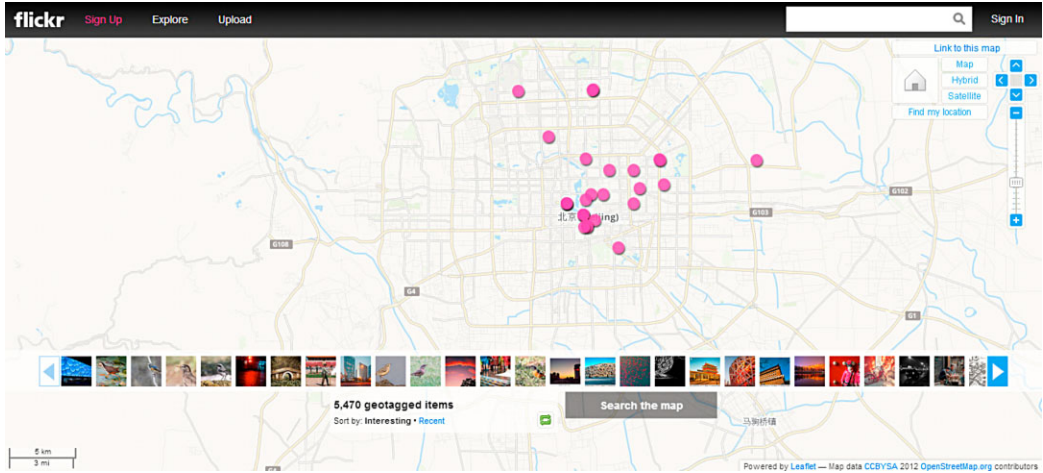 flickr Sign Up Explore Upload Sign In
Link to this map
Map
Hybrid
Satellite
Find my location
G102
G103
北京 ing)
G108
G4
G1
5,470 geotagged items
Sort by: Interesting • Recent
Search the map
马驹桥镇
5 km
3 mi
G45
Powered by Leaflet — Map data CCBYSA 2012 OpenStreetMap.org contributors